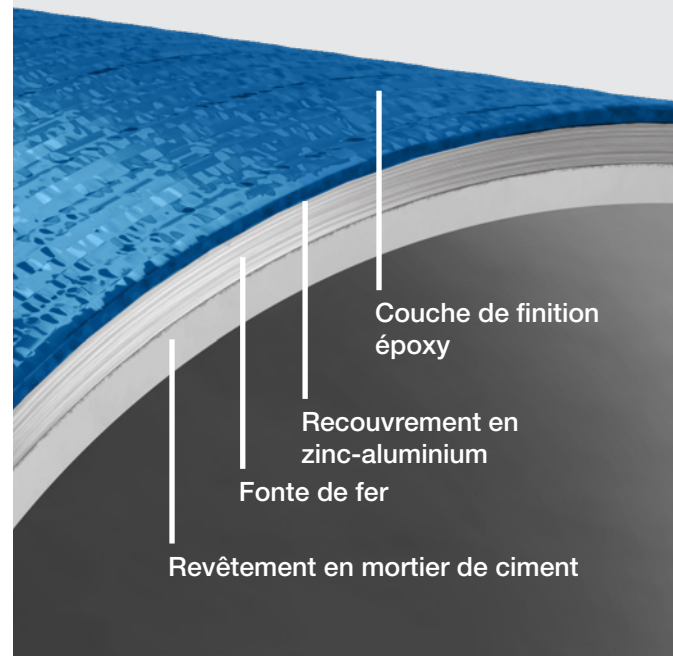 Couche de finition
époxy
Recouvrement en
zinc-aluminium
Fonte de fer
Revêtement en mortier de ciment